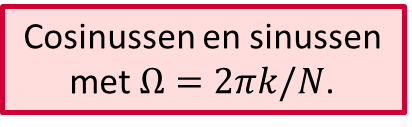 Cosinussen en sinussen
met Ω = 2πk/N.